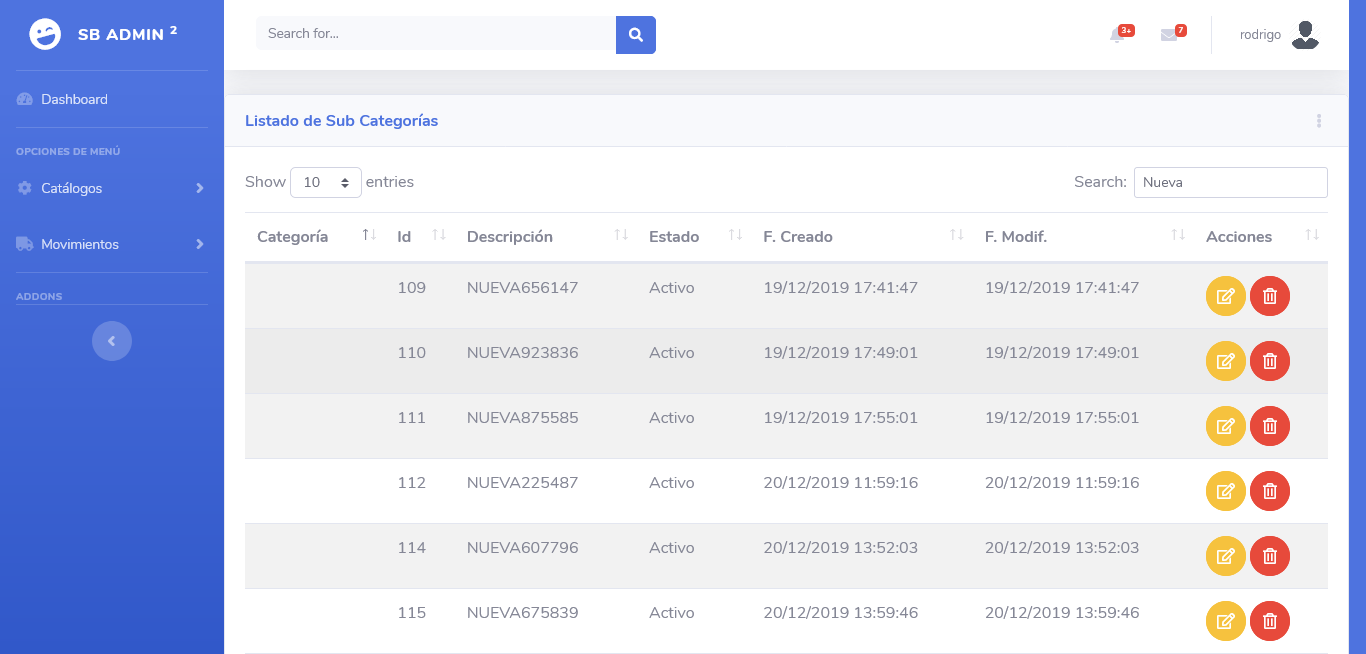 SB ADMIN 2
Search for...
3+
7
rodrigo
Dashboard
OPCIONES DE MENÚ
Catálogos
Movimientos
ADDONS
Listado de Sub Categorías
Show 10 entries
Search: Nueva
Categoría Id Descripción Estado F. Creado F. Modif. Acciones
109 NUEVA656147 Activo 19/12/2019 17:41:47 19/12/2019 17:41:47
110 NUEVA923836 Activo 19/12/2019 17:49:01 19/12/2019 17:49:01
111 NUEVA875585 Activo 19/12/2019 17:55:01 19/12/2019 17:55:01
112 NUEVA225487 Activo 20/12/2019 11:59:16 20/12/2019 11:59:16
114 NUEVA607796 Activo 20/12/2019 13:52:03 20/12/2019 13:52:03
115 NUEVA675839 Activo 20/12/2019 13:59:46 20/12/2019 13:59:46